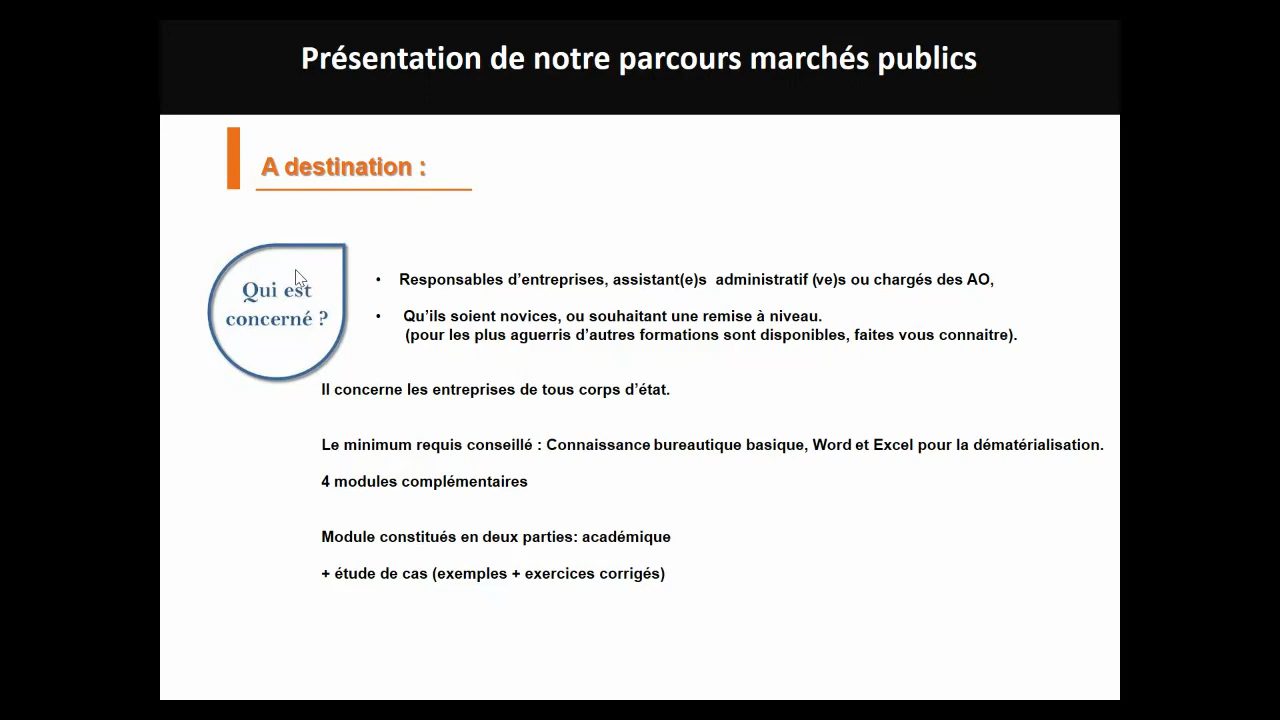 Présentation de notre parcours marchés publics
A destination :
Qui est
concerné ?
• Responsables d’entreprises, assistant(e)s administratif (ve)s ou chargés des AO,
• Qu’ils soient novices, ou souhaitant une remise à niveau.
(pour les plus aguerris d’autres formations sont disponibles, faites vous connaitre).
Il concerne les entreprises de tous corps d’état.
Le minimum requis conseillé : Connaissance bureautique basique, Word et Excel pour la dématérialisation.
4 modules complémentaires
Module constitués en deux parties: académique
+ étude de cas (exemples + exercices corrigés)